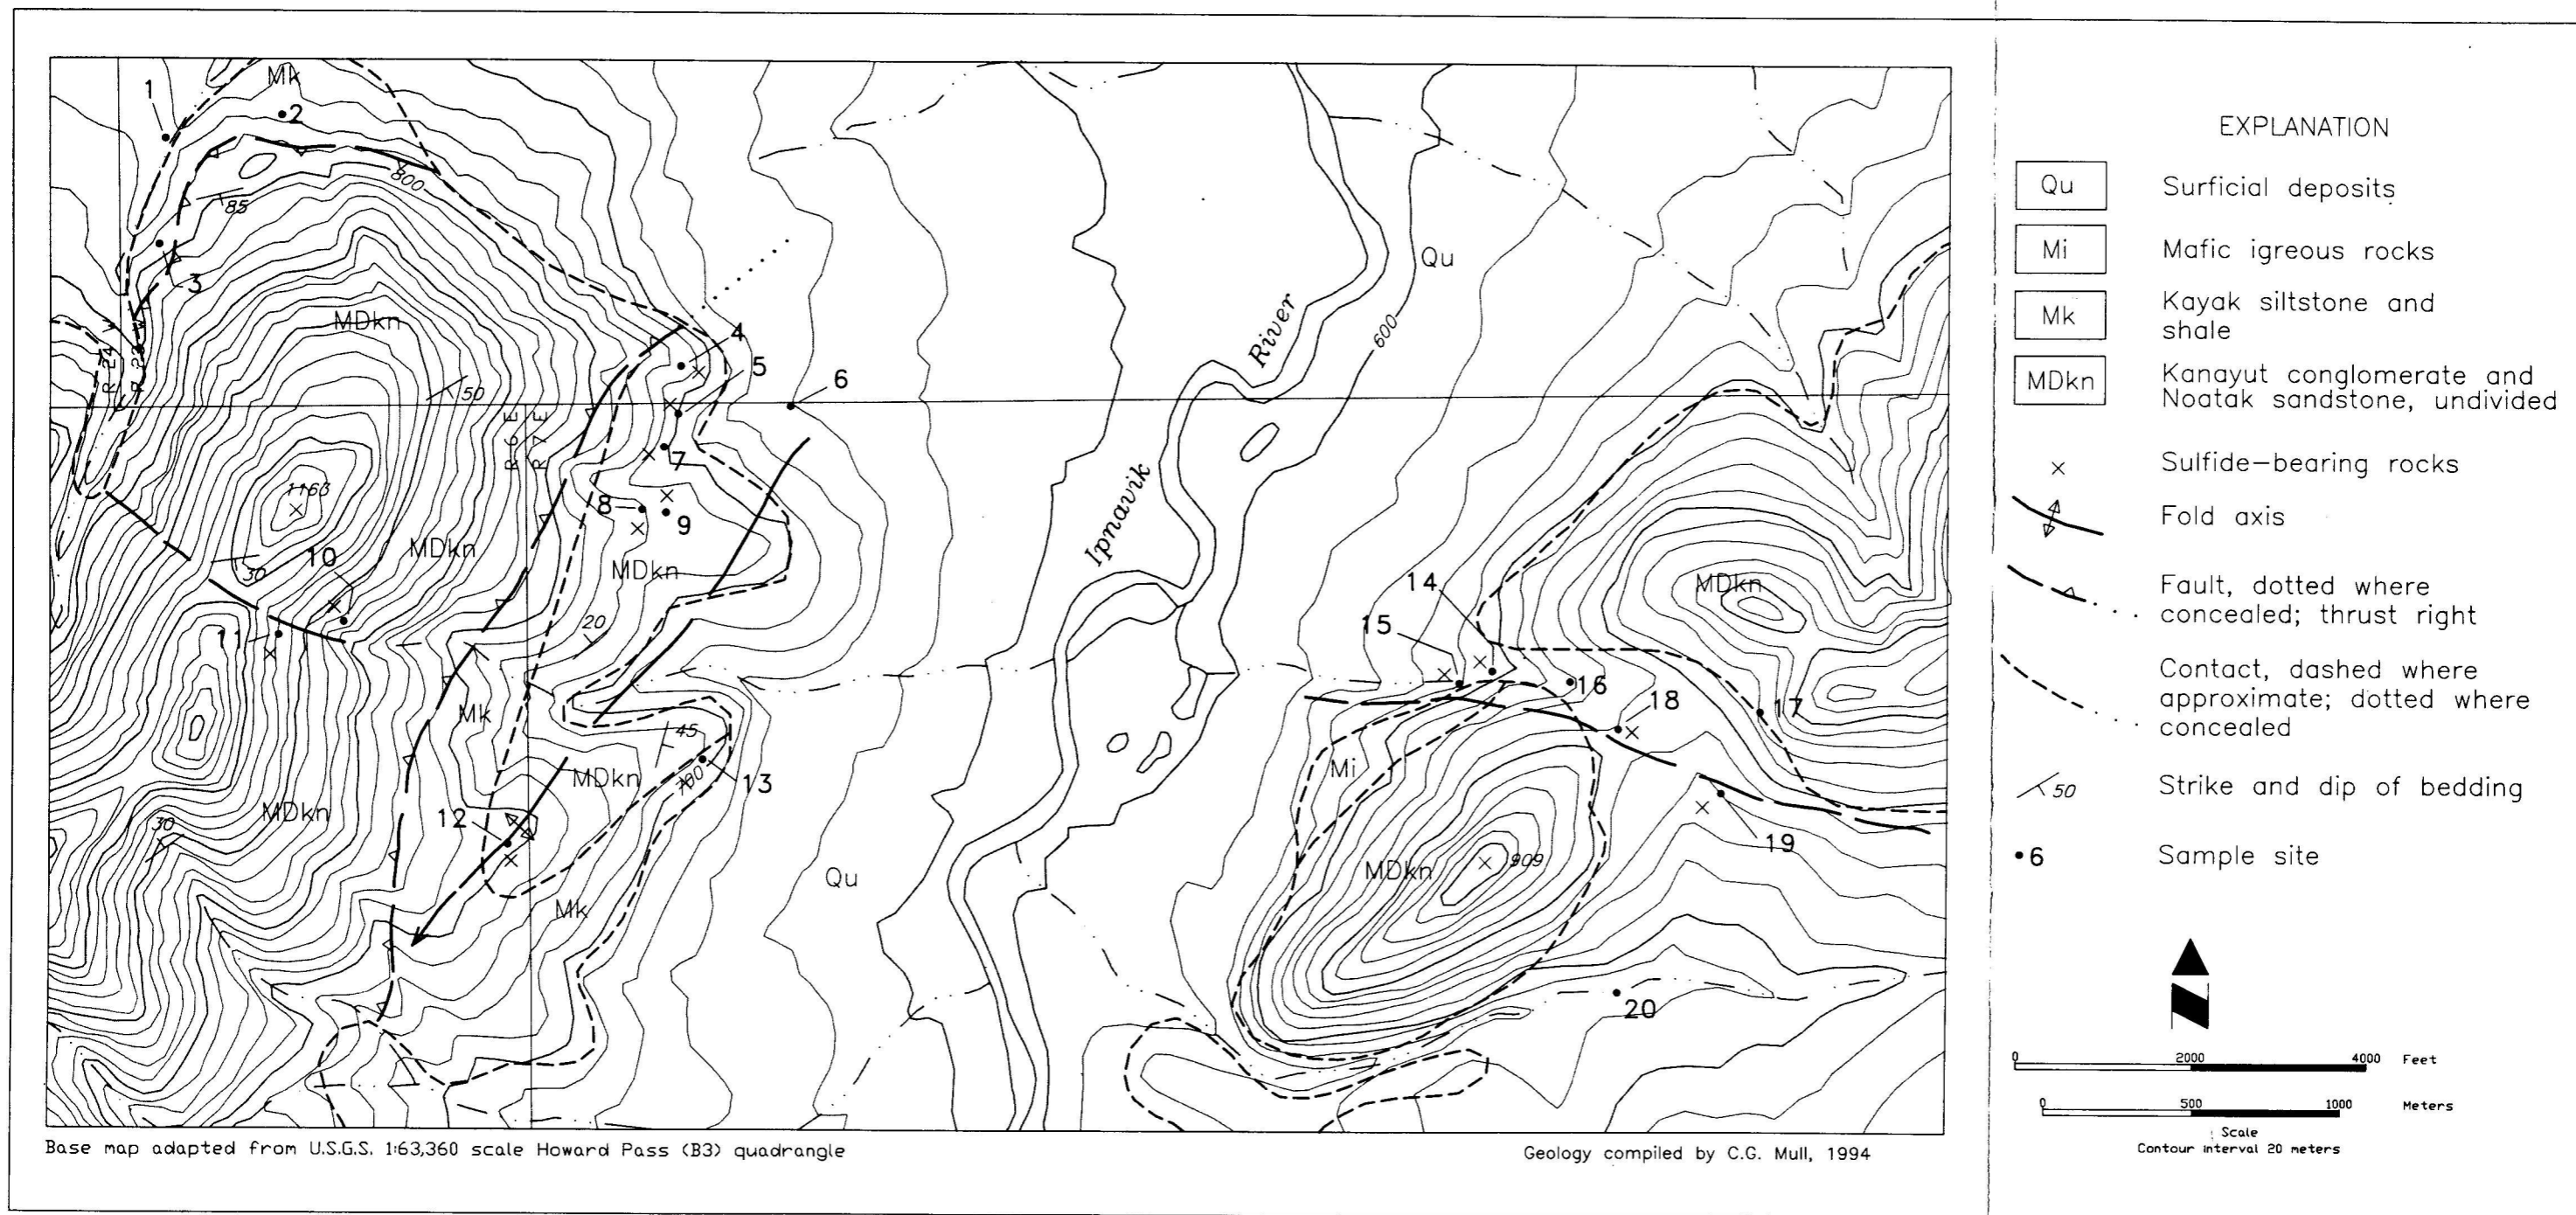 Mk
1
2
800
85
3
MDkn
R 24 W
R 23 W
50
4
5
6
R 6 E
R 7 E
7
8
9
1163
MDkn
MDkn
10
30
11
20
Mk
45
MDkn
700
13
12
30
MDkn
Mk
Qu
Qu
600
Ipnavik River
14
15
16
17
18
19
20
MDkn
Mi
MDkn
909
Base map adapted from U.S.G.S. 1:63,360 scale Howard Pass (B3) quadrangle
Geology compiled by C.G. Mull, 1994
EXPLANATION
Qu Surficial deposits
Mi Mafic igreous rocks
Mk Kayak siltstone and
shale
MDkn Kanayut conglomerate and
Noatak sandstone, undivided
Sulfide-bearing rocks
Fold axis
Fault, dotted where
concealed; thrust right
Contact, dashed where
approximate; dotted where
concealed
50 Strike and dip of bedding
6 Sample site
N
0 2000 4000 Feet
0 500 1000 Meters
Scale
Contour interval 20 meters